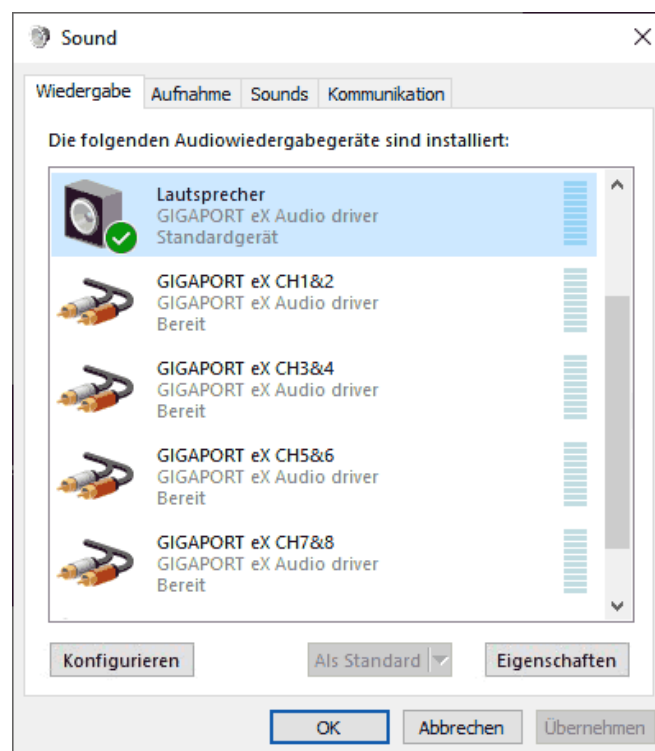 Sound
Wiedergabe Aufnahme Sounds Kommunikation
Die folgenden Audiowiedergabegeräte sind installiert:
Lautsprecher
GIGAPORT eX Audio driver
Standardgerät
GIGAPORT eX CH1&2
GIGAPORT eX Audio driver
Bereit
GIGAPORT eX CH3&4
GIGAPORT eX Audio driver
Bereit
GIGAPORT eX CH5&6
GIGAPORT eX Audio driver
Bereit
GIGAPORT eX CH7&8
GIGAPORT eX Audio driver
Bereit
Konfigurieren Als Standard Eigenschaften
OK Abbrechen Übernehmen